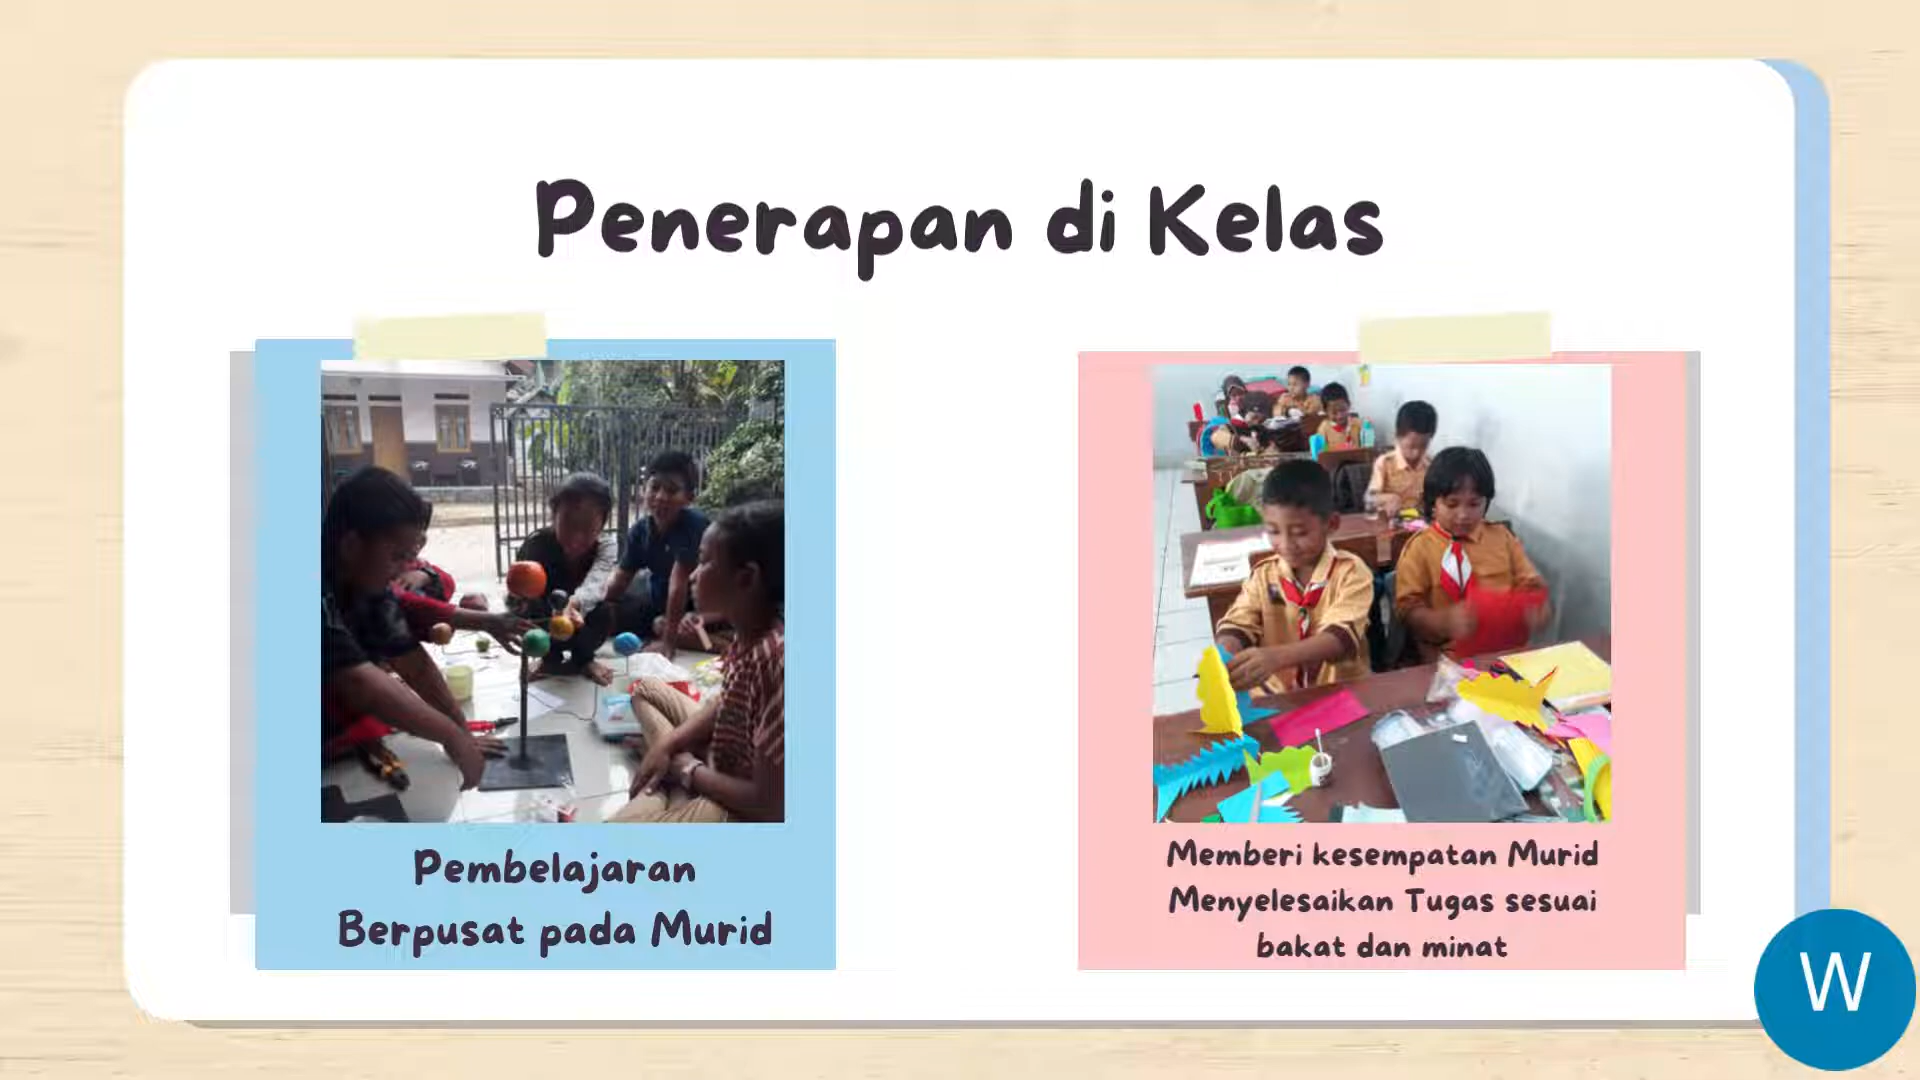 Penerapan di Kelas
Pembelajaran
Berpusat pada Murid
Memberi kesempatan Murid
Menyelesaikan Tugas sesuai
bakat dan minat
W